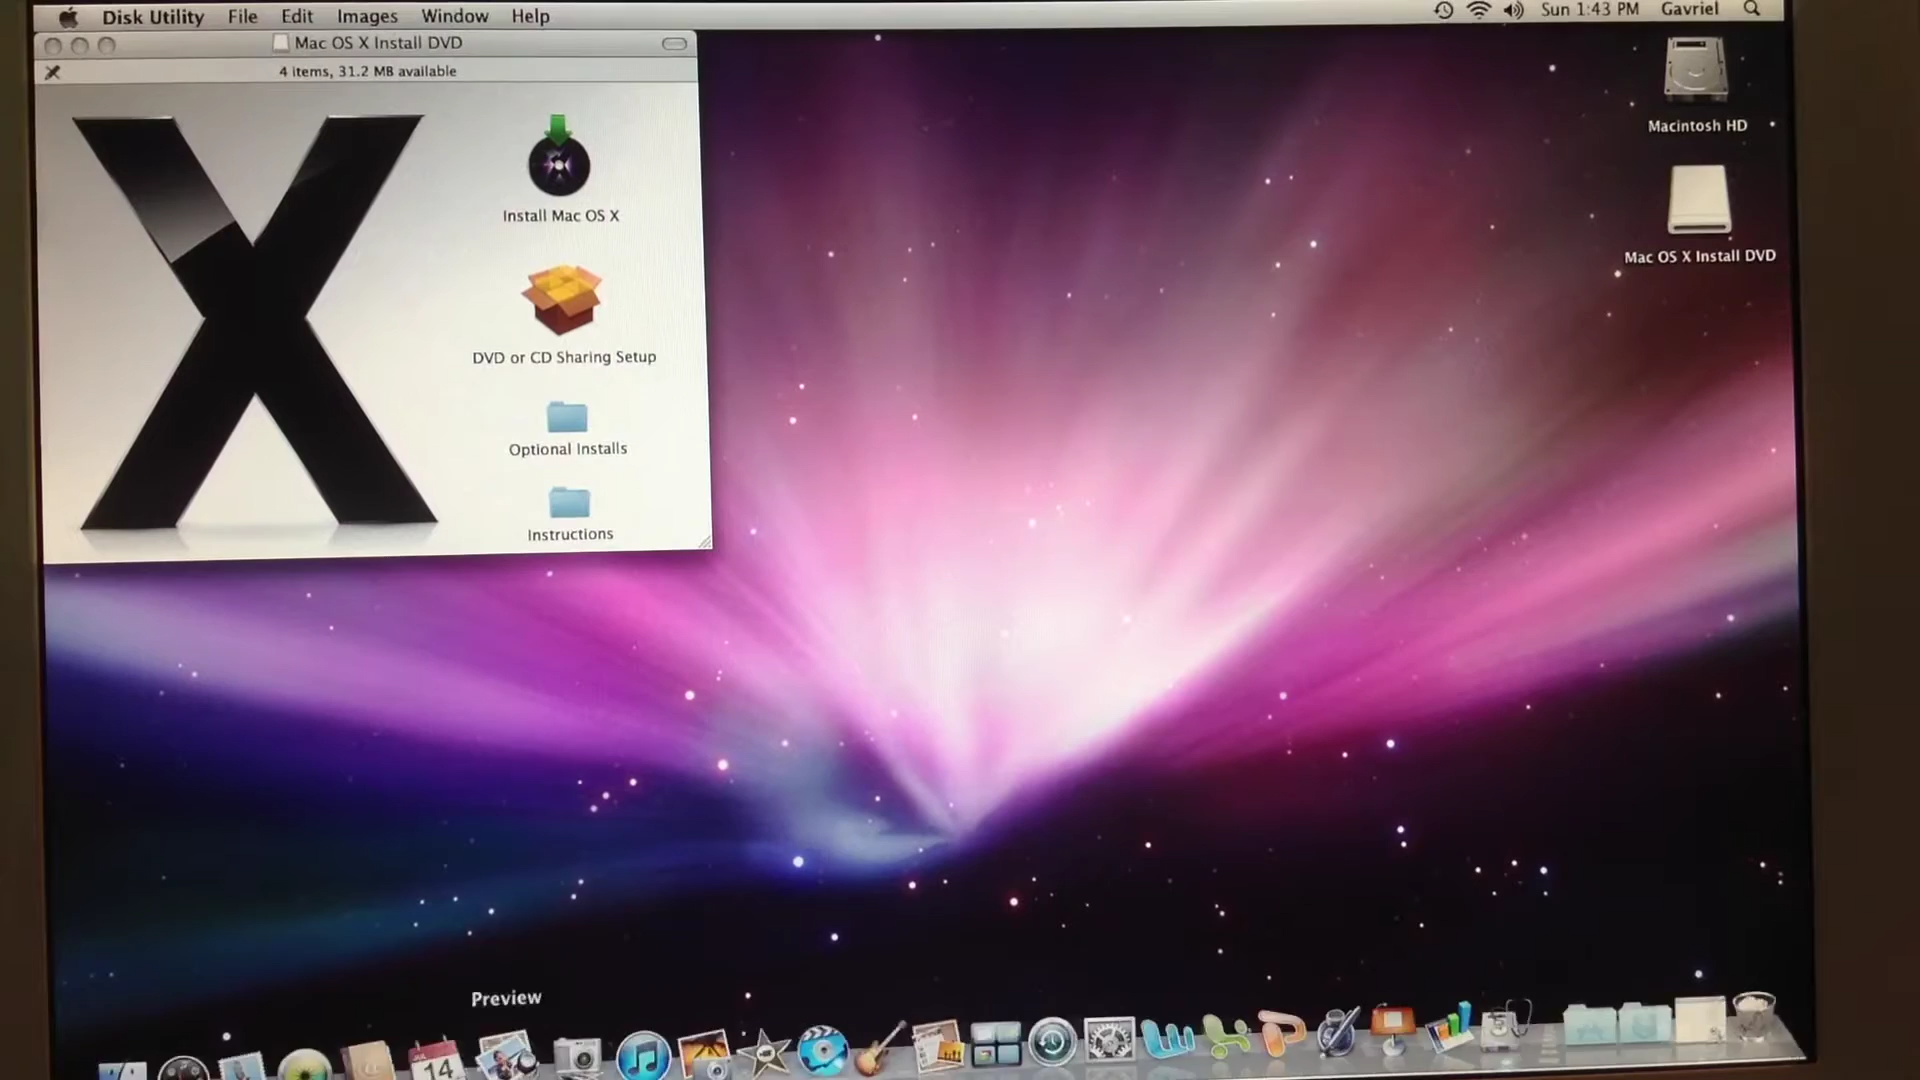 Disk Utility File Edit Images Window Help
Sun 1:43 PM Gavriel
Mac OS X Install DVD
4 items, 31.2 MB available
Install Mac OS X
DVD or CD Sharing Setup
Optional Installs
Instructions
Macintosh HD
Mac OS X Install DVD
Preview
JUL
14